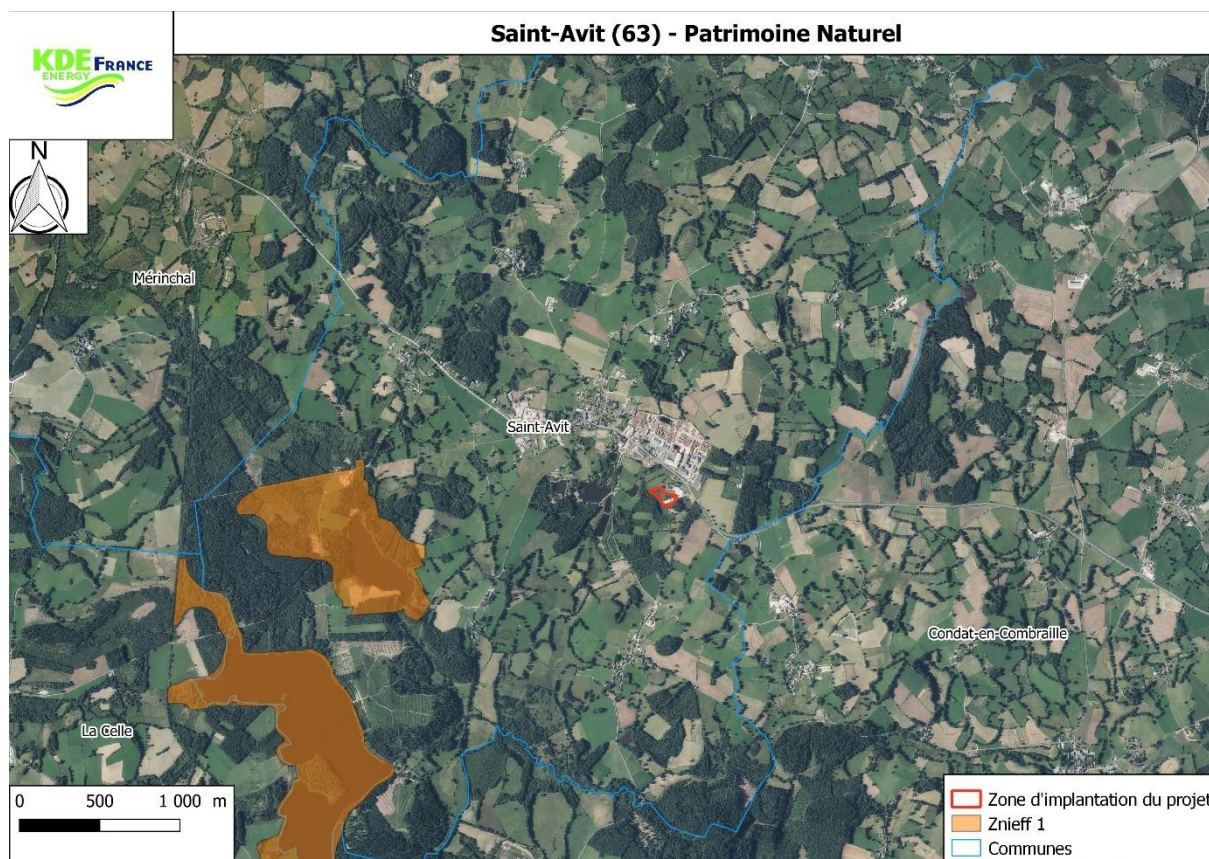 Saint-Avit (63) - Patrimoine Naturel
KDE FRANCE
ENERGY
N
Mérinchal
Saint-Avit
Condat-en-Combraille
La Celle
0 500 1 000 m
Zone d'implantation du projet
Znieff 1
Communes